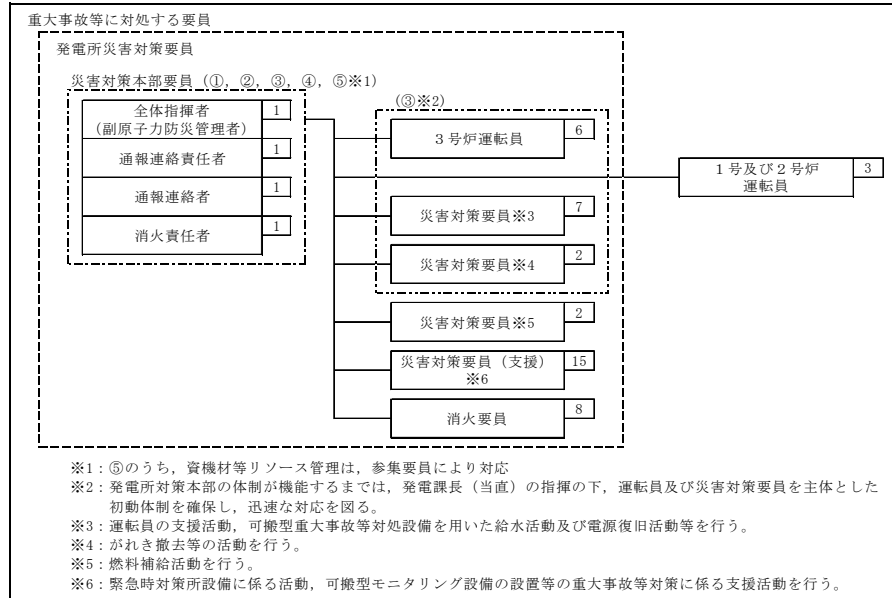 重大事故等に対処する要員
発電所災害対策要員
災害対策本部要員(①,②,③,④,⑤※1)
全体指揮者
(副原子力防災管理者)
1
通報連絡責任者
1
通報連絡者
1
消火責任者
1
(③※2)
3号炉運転員
6
災害対策要員※3
7
災害対策要員※4
2
災害対策要員※5
2
災害対策要員(支援)
※6
15
消火要員
8
1号及び2号炉
運転員
3
※1:⑤のうち,資機材等リソース管理は,参集要員により対応
※2:発電所対策本部の体制が機能するまでは,発電課長(当直)の指揮の下,運転員及び災害対策要員を主体とした
初動体制を確保し,迅速な対応を図る。
※3:運転員の支援活動,可搬型重大事故等対処設備を用いた給水活動及び電源復旧活動等を行う。
※4:がれき撤去等の活動を行う。
※5:燃料補給活動を行う。
※6:緊急時対策所設備に係る活動,可搬型モニタリング設備の設置等の重大事故等対策に係る支援活動を行う。